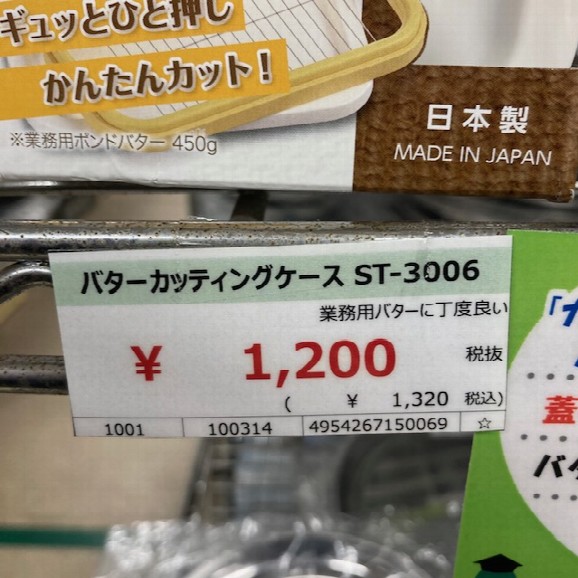 ギュッとひと押し
かんたんカット!
※業務用ポンドバター 450g
日本製
MADE IN JAPAN
バターカッティングケース ST-3006
業務用バターに丁度良い
¥ 1,200 税抜
( ¥ 1,320 税込)
1001 100314 4954267150069 ☆
蓋
バタ